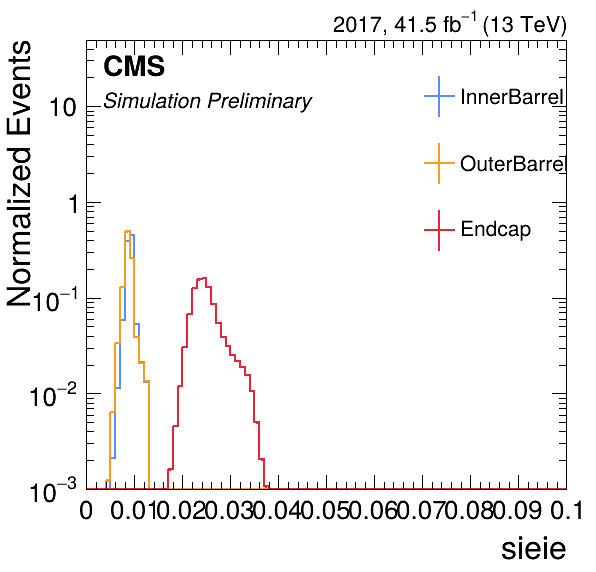 2017, 41.5 fb⁻¹ (13 TeV)
CMS
Simulation Preliminary
InnerBarrel
OuterBarrel
Endcap
Normalized Events
10
1
10⁻¹
10⁻²
10⁻³
0 0.01 0.02 0.03 0.04 0.05 0.06 0.07 0.08 0.09 0.1
sieie